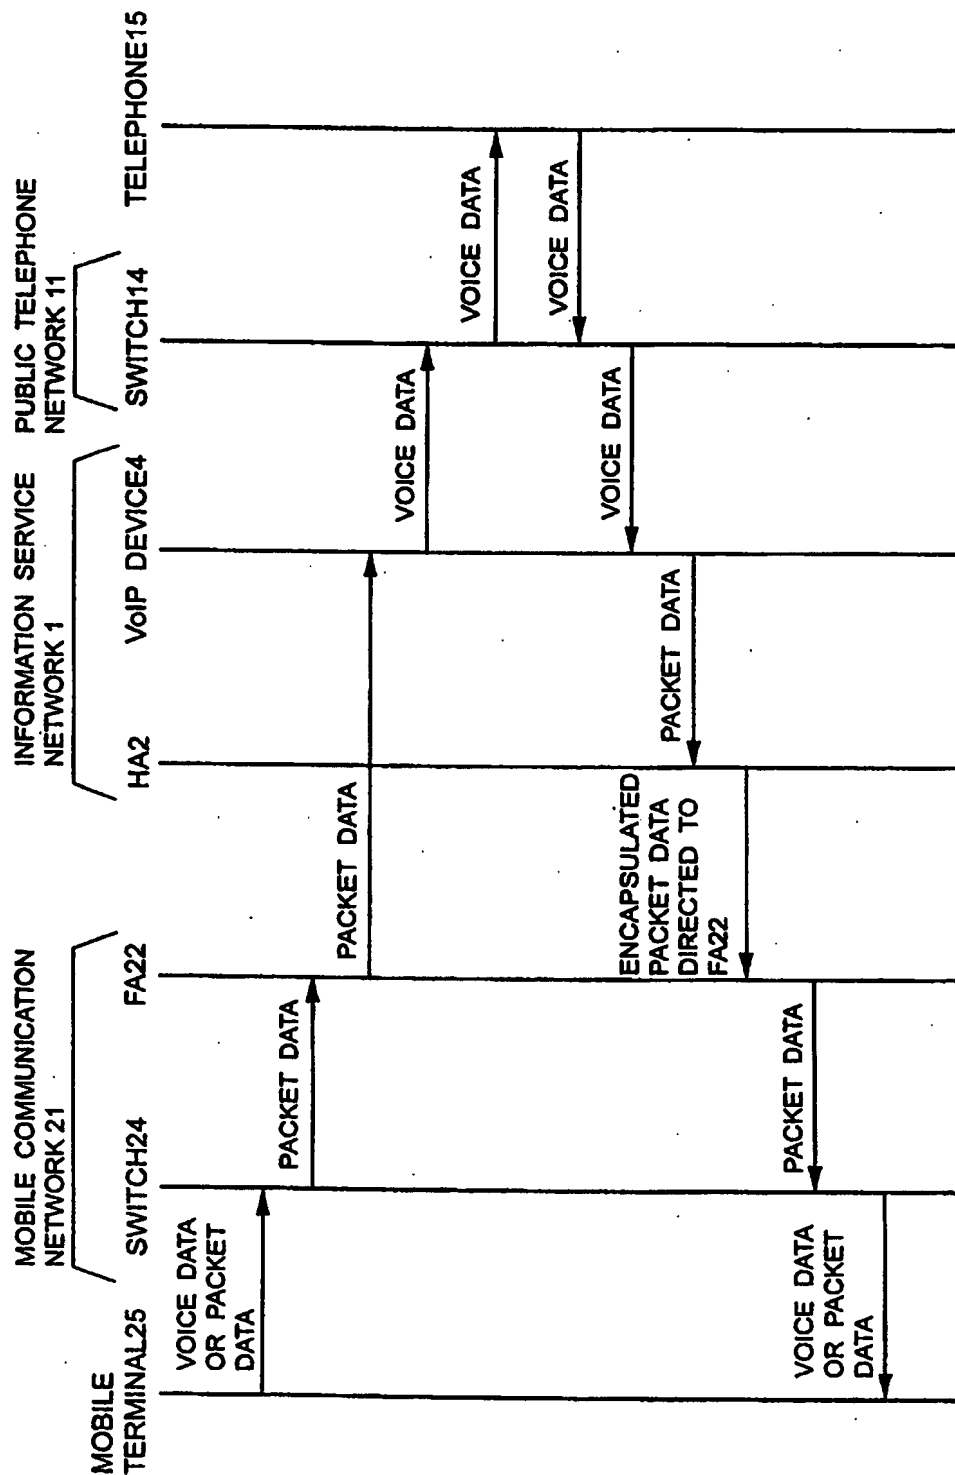 MOBILE COMMUNICATION
NETWORK 21
INFORMATION SERVICE
NETWORK 1
PUBLIC TELEPHONE
NETWORK 11
MOBILE
TERMINAL25
SWITCH24
FA22
HA2
VoIP DEVICE4
SWITCH14
TELEPHONE15
VOICE DATA
OR PACKET
DATA
PACKET DATA
PACKET DATA
VOICE DATA
VOICE DATA
VOICE DATA
VOICE DATA
PACKET DATA
ENCAPSULATED
PACKET DATA
DIRECTED TO
FA22
PACKET DATA
VOICE DATA
OR PACKET
DATA